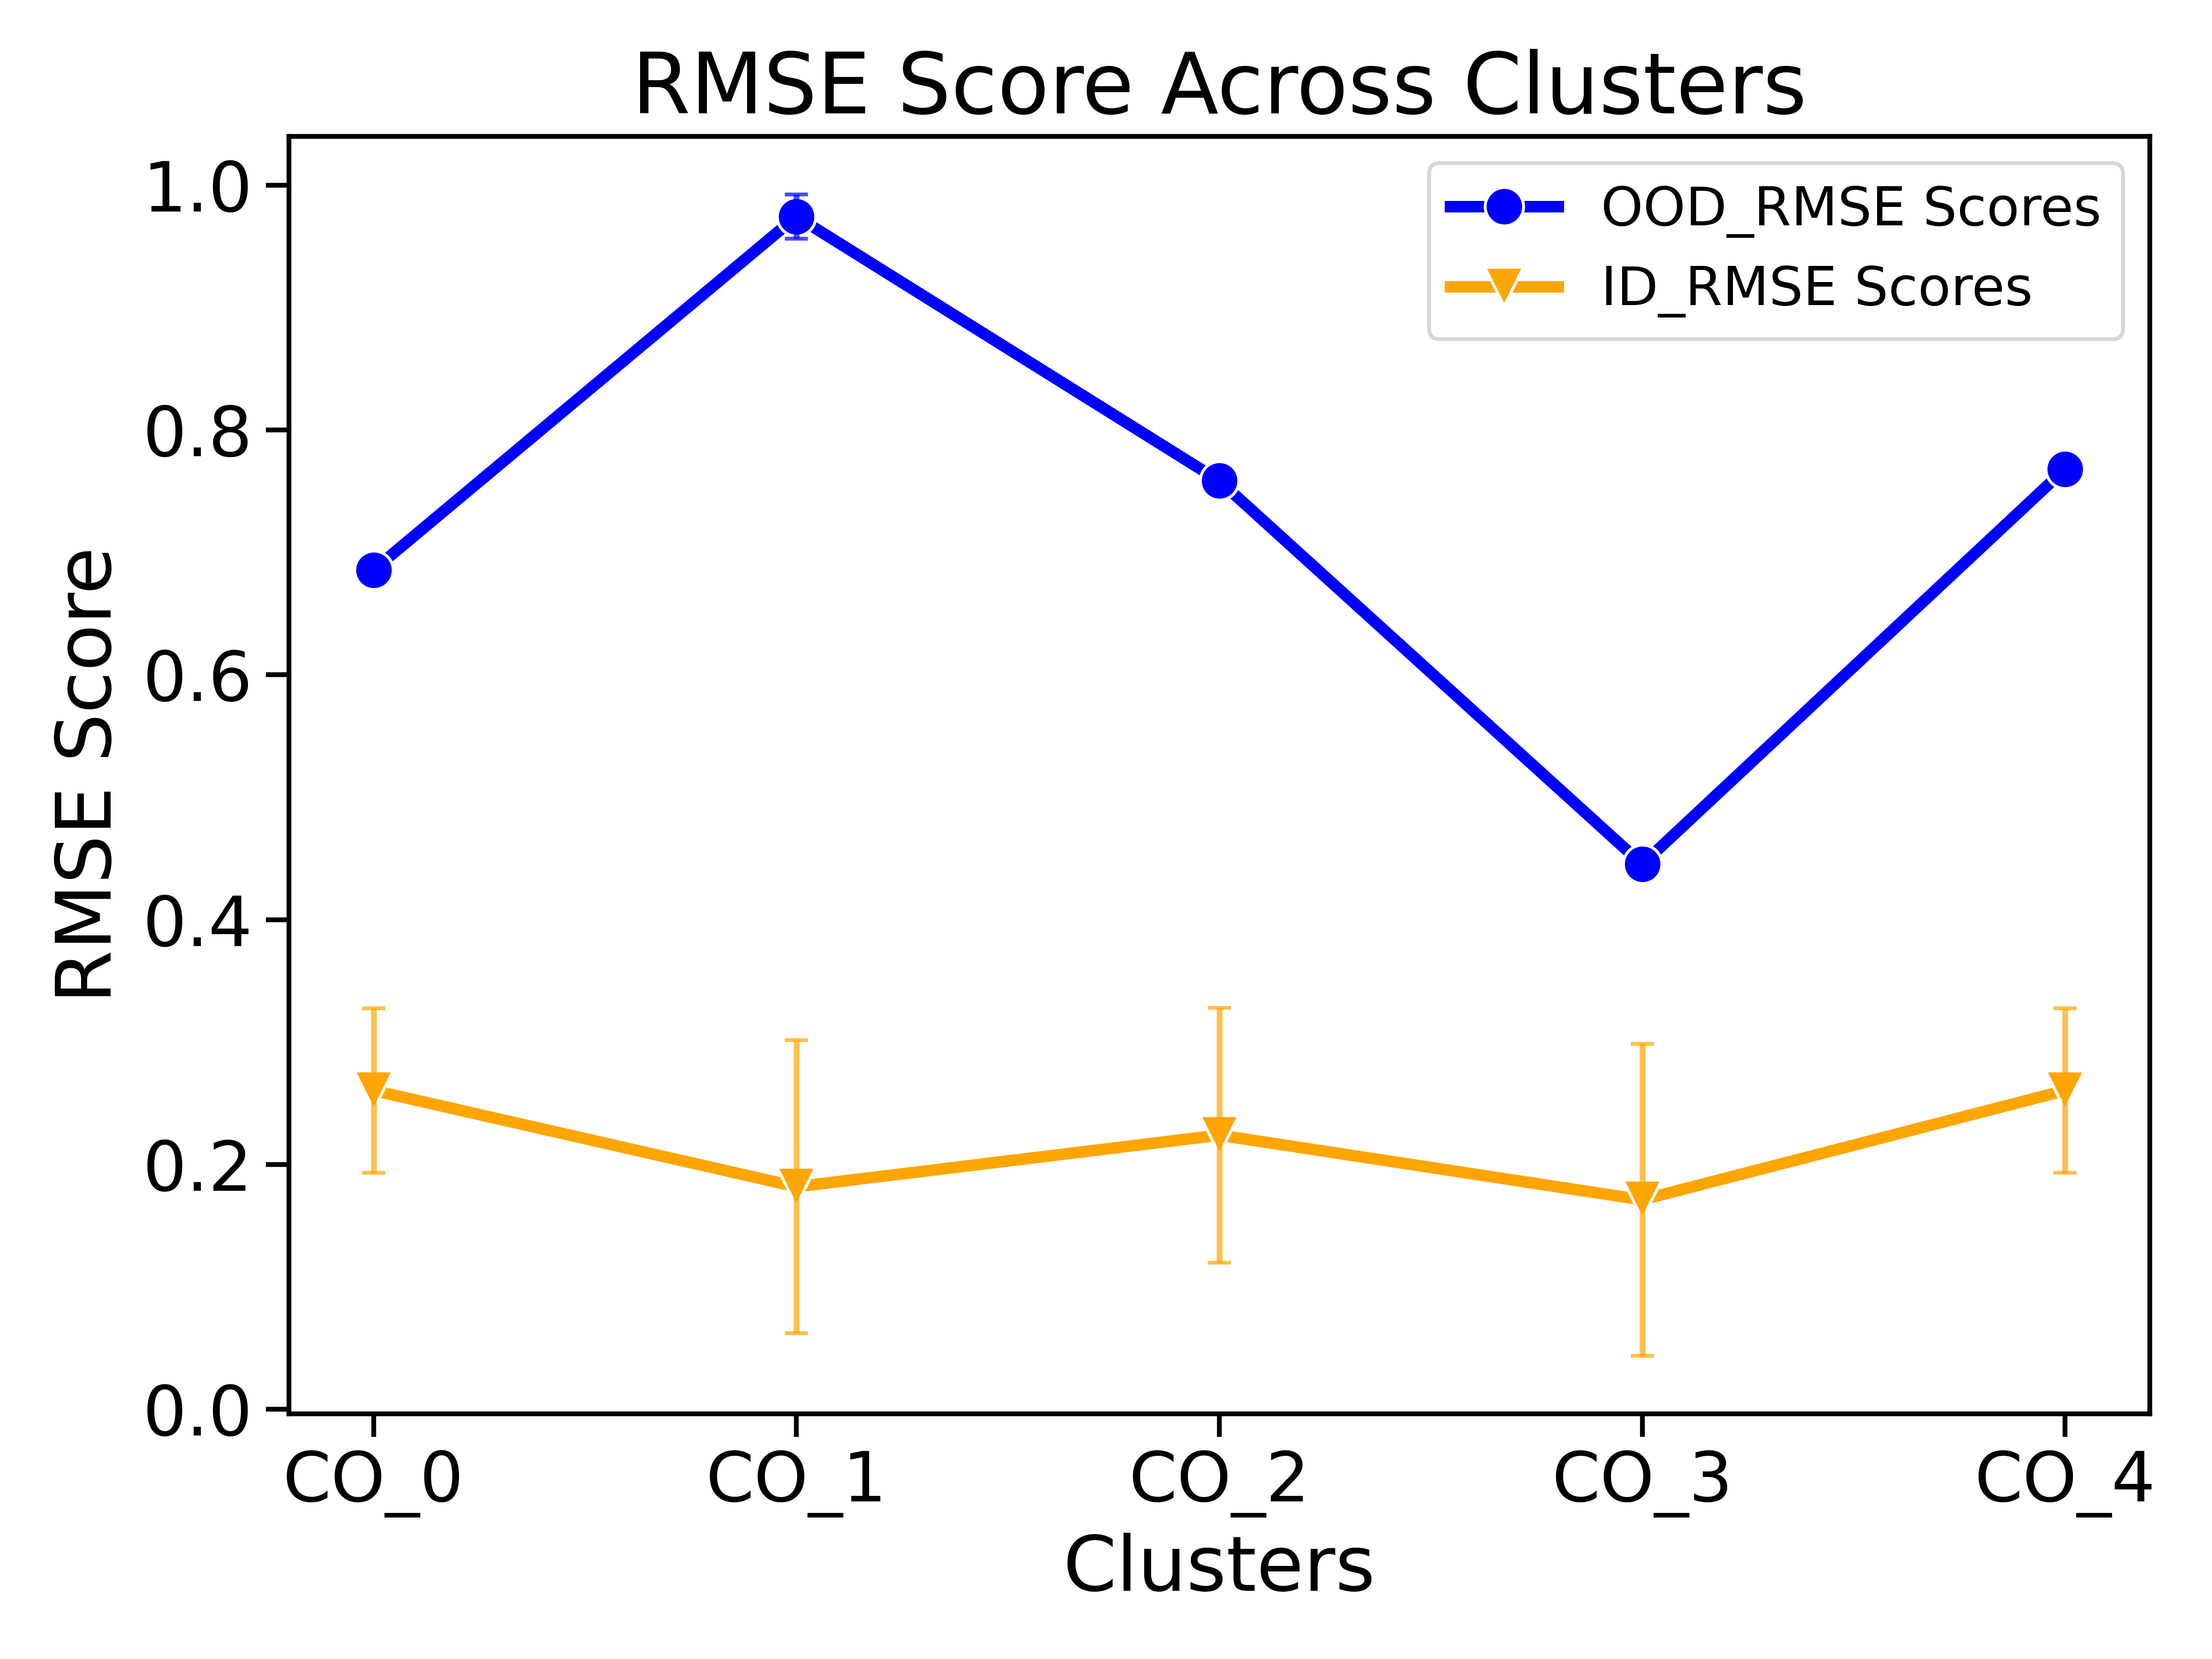 RMSE Score Across Clusters
OOD_RMSE Scores
ID_RMSE Scores
RMSE Score
1.0
0.8
0.6
0.4
0.2
0.0
CO_0
CO_1
CO_2
CO_3
CO_4
Clusters